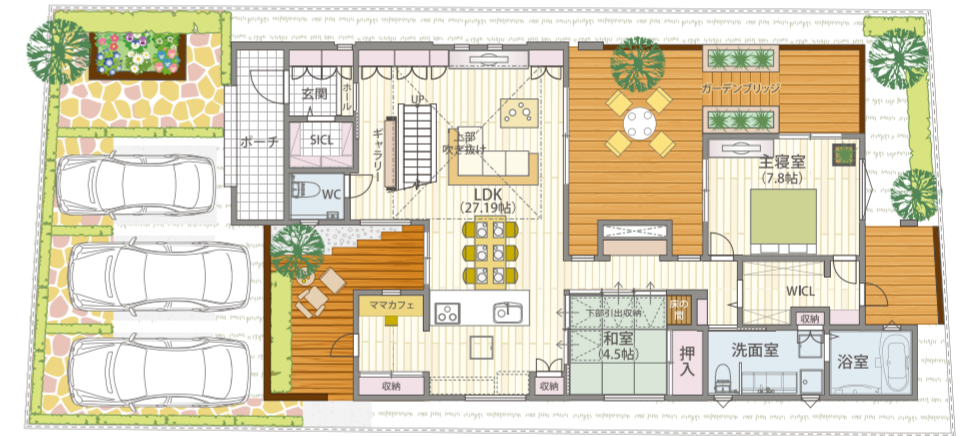 ガーデンブリッジ
玄関
ホール
UP
ポーチ
SICL
ギャラリー
上部
吹き抜け
主寝室
(7.8帖)
WC
LDK
(27.19帖)
WICL
ママカフェ
下部引出収納
床の間
収納
和室
(4.5帖)
押入
洗面室
浴室
収納
収納